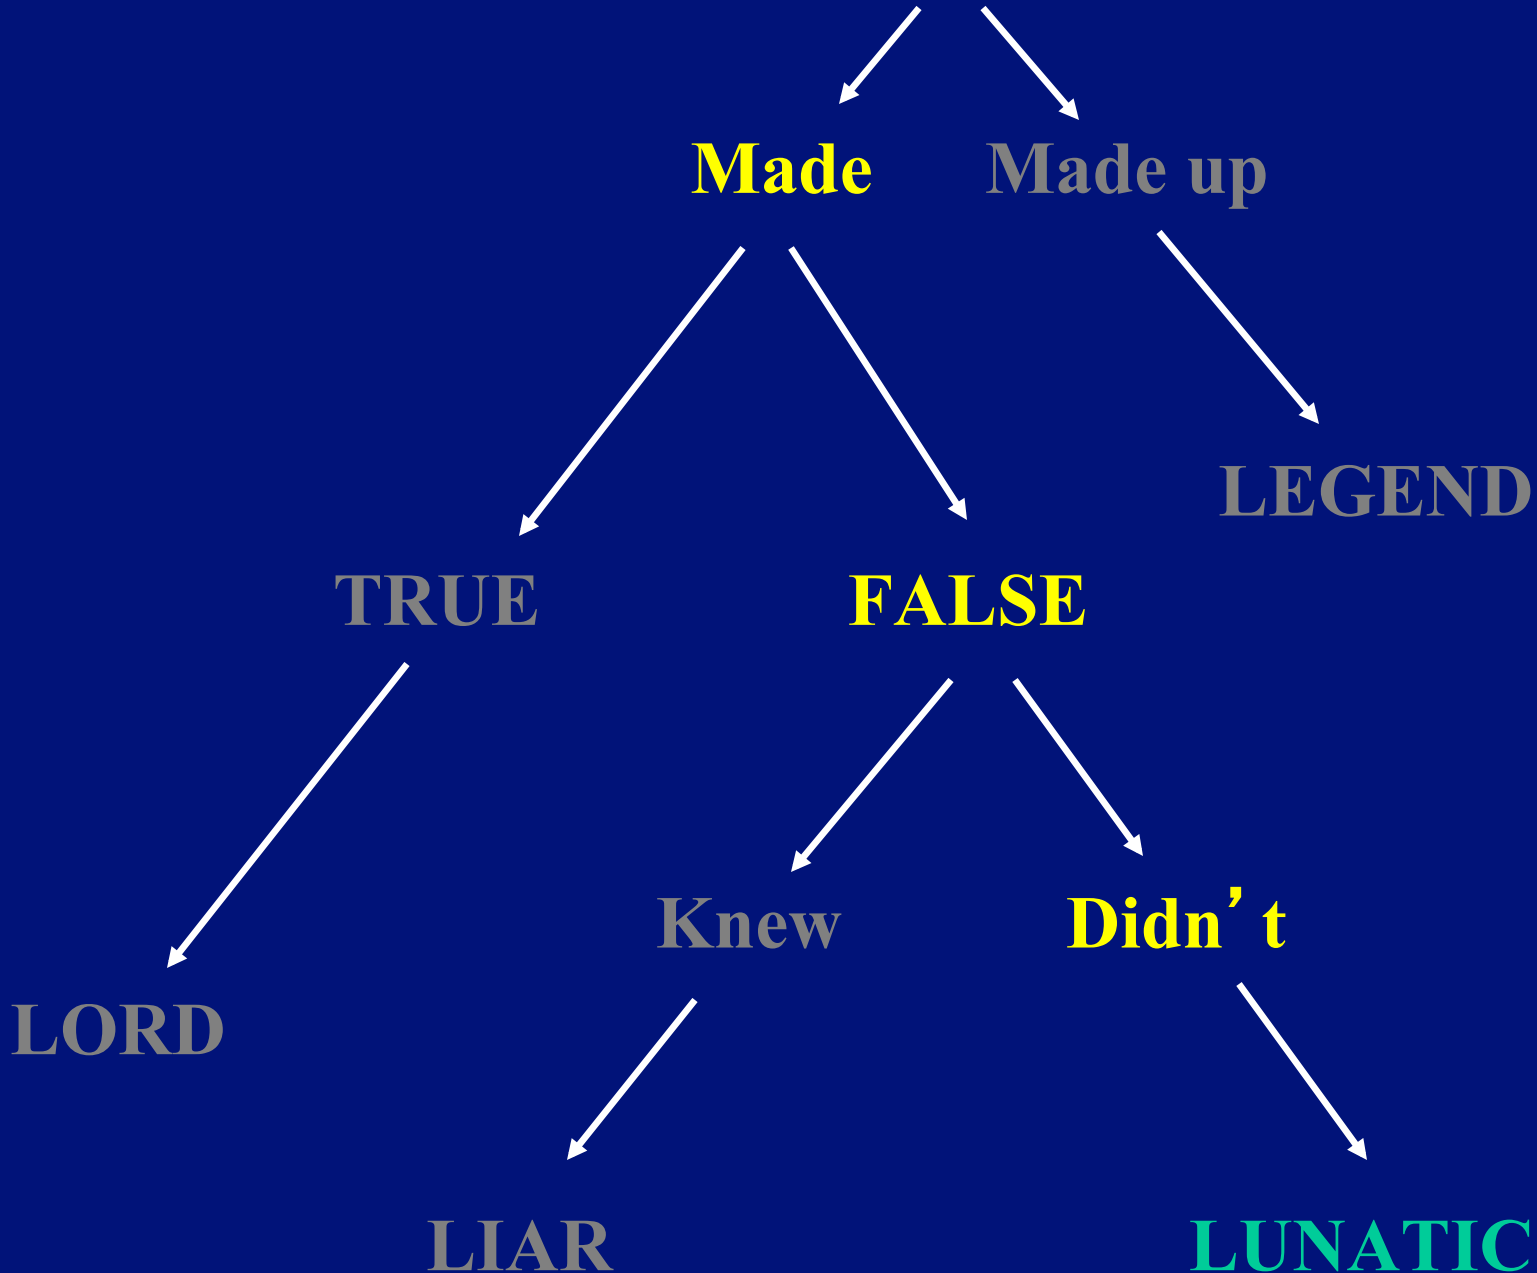 Made Made up
LEGEND
TRUE FALSE
Knew Didn’t
LORD
LIAR LUNATIC